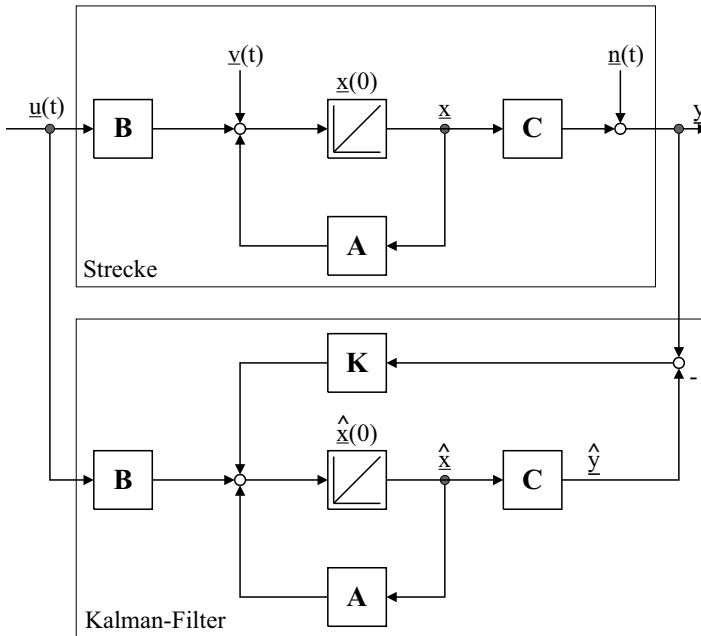 v(t)
n(t)
x(0)
u(t)
x
y
B
C
A
Strecke
K
-
x̂(0)
x̂
ŷ
B
C
A
Kalman-Filter